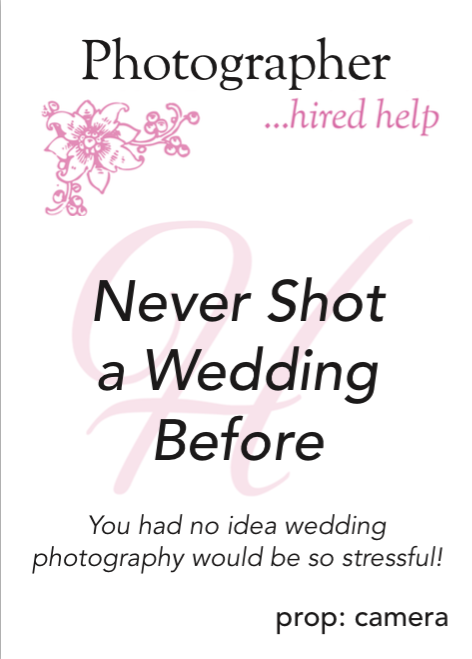 Photographer
...hired help
H
Never Shot
a Wedding
Before
You had no idea wedding
photography would be so stressful!
prop: camera